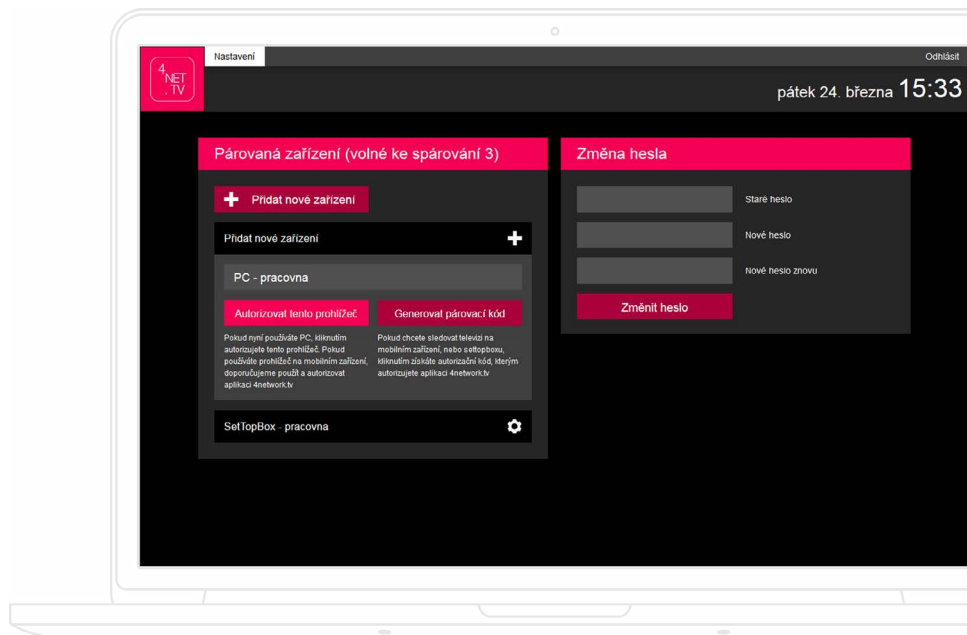 4
NET
. TV
Nastavení
Odhlásit
pátek 24. března 15:33
Párovaná zařízení (volné ke spárování 3)
Přidat nové zařízení
Přidat nové zařízení
PC - pracovna
Autorizovat tento prohlížeč
Pokud nyní používáte PC, kliknutím
autorizujete tento prohlížeč. Pokud
používáte prohlížeč na mobilním zařízení,
doporučujeme použít a autorizovat
aplikaci 4network.tv
Generovat párovací kód
Pokud chcete sledovat televizi na
mobilním zařízení, nebo settopboxu,
kliknutím získáte autorizační kód, kterým
autorizujete aplikaci 4network.tv
SetTopBox - pracovna
Změna hesla
Staré heslo
Nové heslo
Nové heslo znovu
Změnit heslo